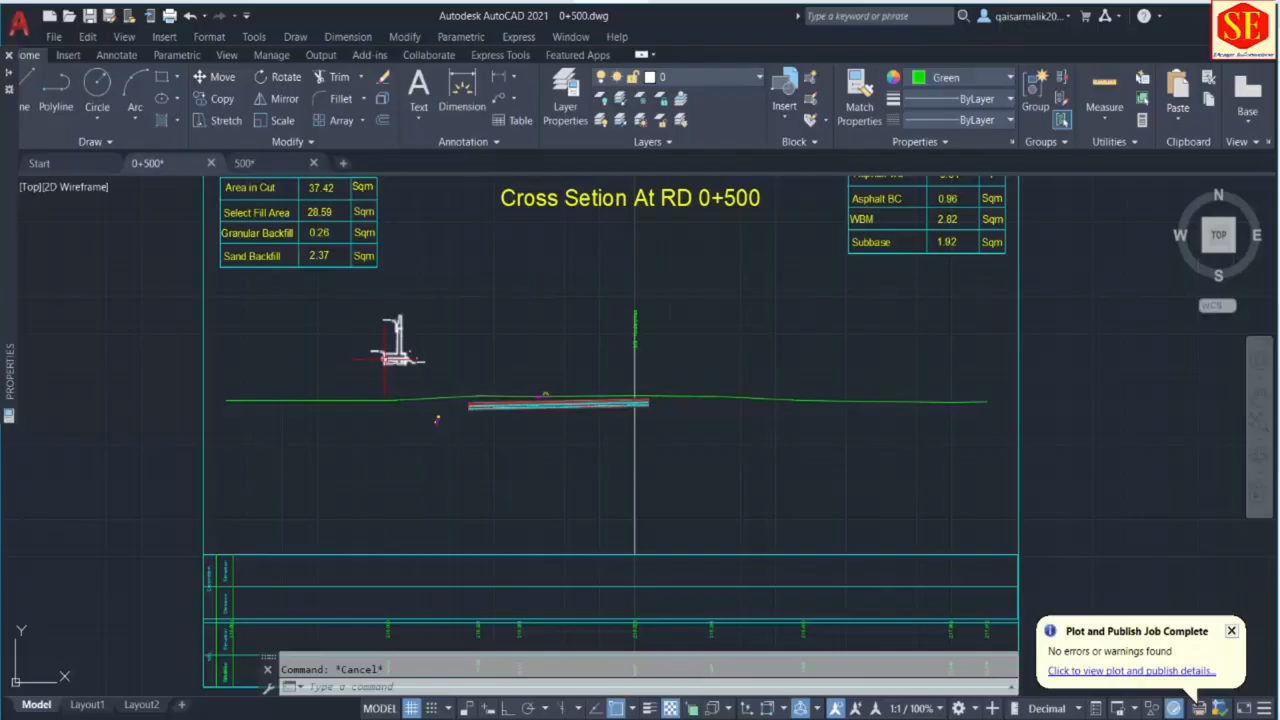 Autodesk AutoCAD 2021 0+500.dwg
Type a keyword or phrase
qaisarmalik20...
SE
File Edit View Insert Format Tools Draw Dimension Modify Parametric Express Window Help
ome Insert Annotate Parametric View Manage Output Add-ins Collaborate Express Tools Featured Apps
ne Polyline Circle Arc
Move Rotate Trim
Copy Mirror Fillet
Stretch Scale Array
Text Dimension Table
Layer Properties
0
Insert
Match Properties
Green
ByLayer
ByLayer
Group Measure Paste Base
Draw Modify Annotation Layers Block Properties Groups Utilities Clipboard View
Start 0+500* 500*
[Top][2D Wireframe]
Area in Cut 37.42 Sqm
Select Fill Area 28.59 Sqm
Granular Backfill 0.26 Sqm
Sand Backfill 2.37 Sqm
Cross Setion At RD 0+500
Asphalt BC 0.96 Sqm
WBM 2.82 Sqm
Subbase 1.92 Sqm
N
W TOP E
S
WCS
PROPERTIES
Y
X
Plot and Publish Job Complete
No errors or warnings found
Click to view plot and publish details...
Command: *Cancel*
Type a command
Model Layout1 Layout2
MODEL
1:1 / 100%
Decimal